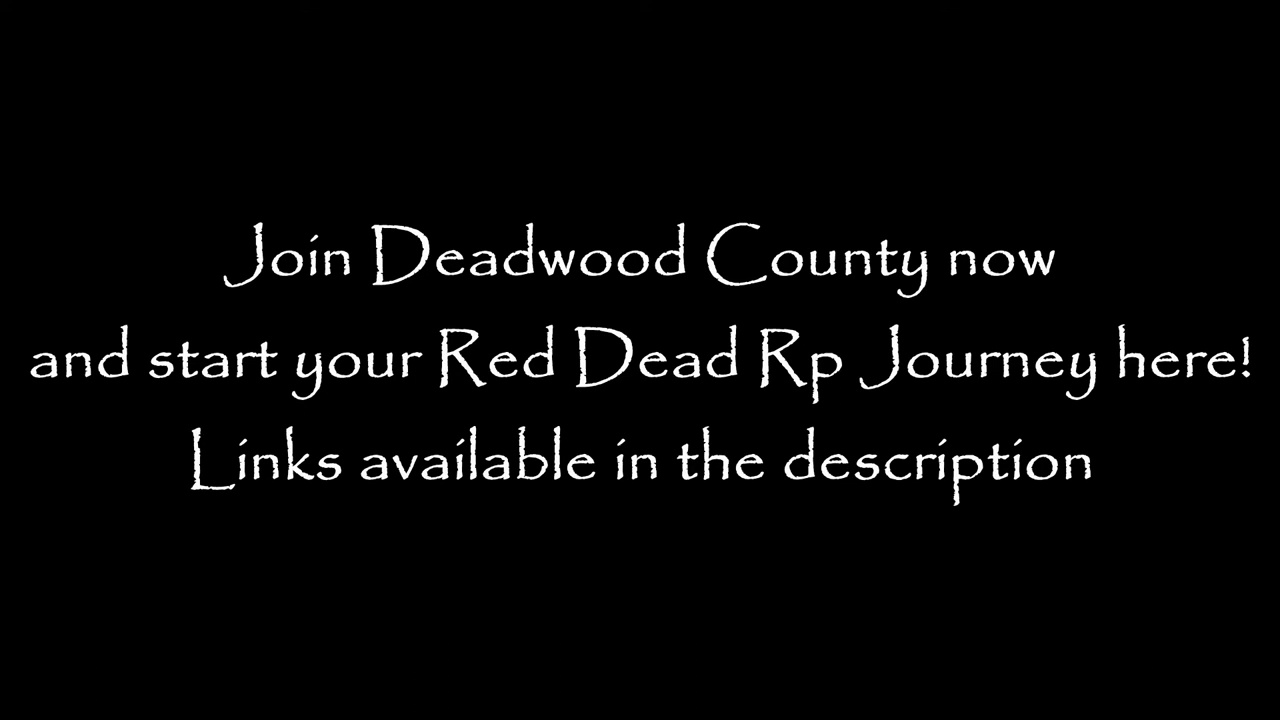 Join Deadwood County now
and start your Red Dead Rp Journey here!
Links available in the description